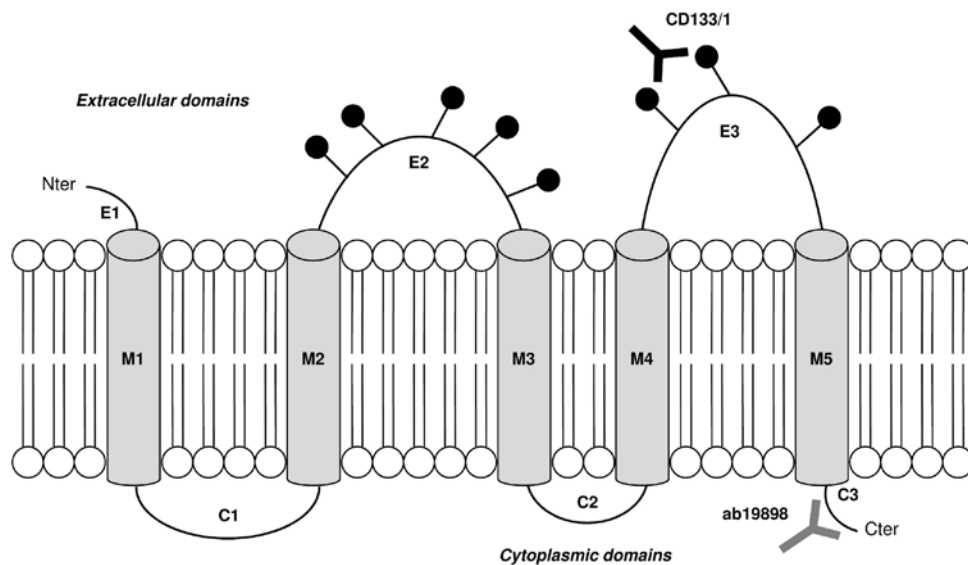 CD133/1
Extracellular domains
E3
E2
Nter
E1
M1
M2
M3
M4
M5
C1
C2
C3
ab19898
Cter
Cytoplasmic domains